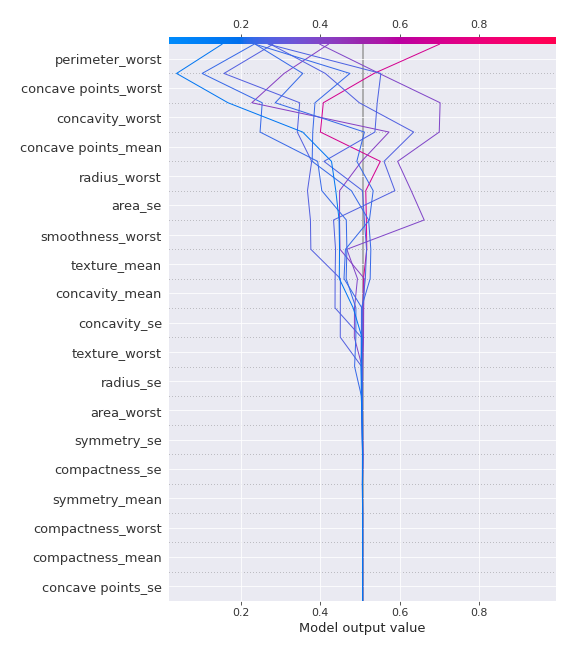 0.2 0.4 0.6 0.8
perimeter_worst
concave points_worst
concavity_worst
concave points_mean
radius_worst
area_se
smoothness_worst
texture_mean
concavity_mean
concavity_se
texture_worst
radius_se
area_worst
symmetry_se
compactness_se
symmetry_mean
compactness_worst
compactness_mean
concave points_se
0.2 0.4 0.6 0.8
Model output value